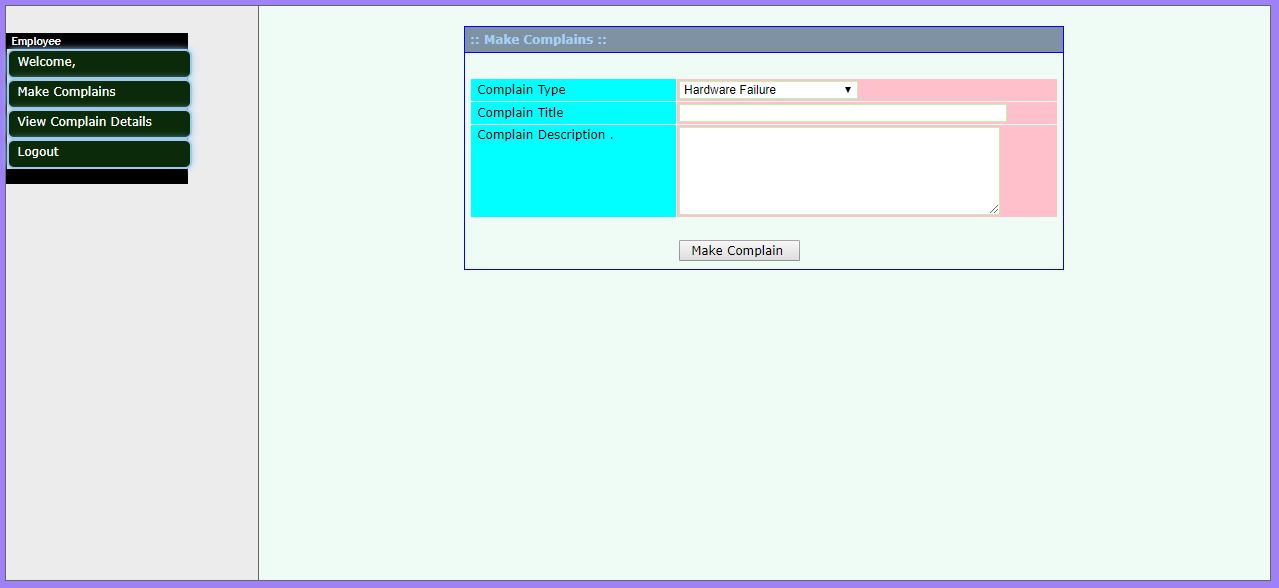 Employee
Welcome,
Make Complains
View Complain Details
Logout
:: Make Complains ::
Complain Type
Hardware Failure
Complain Title
Complain Description .
Make Complain